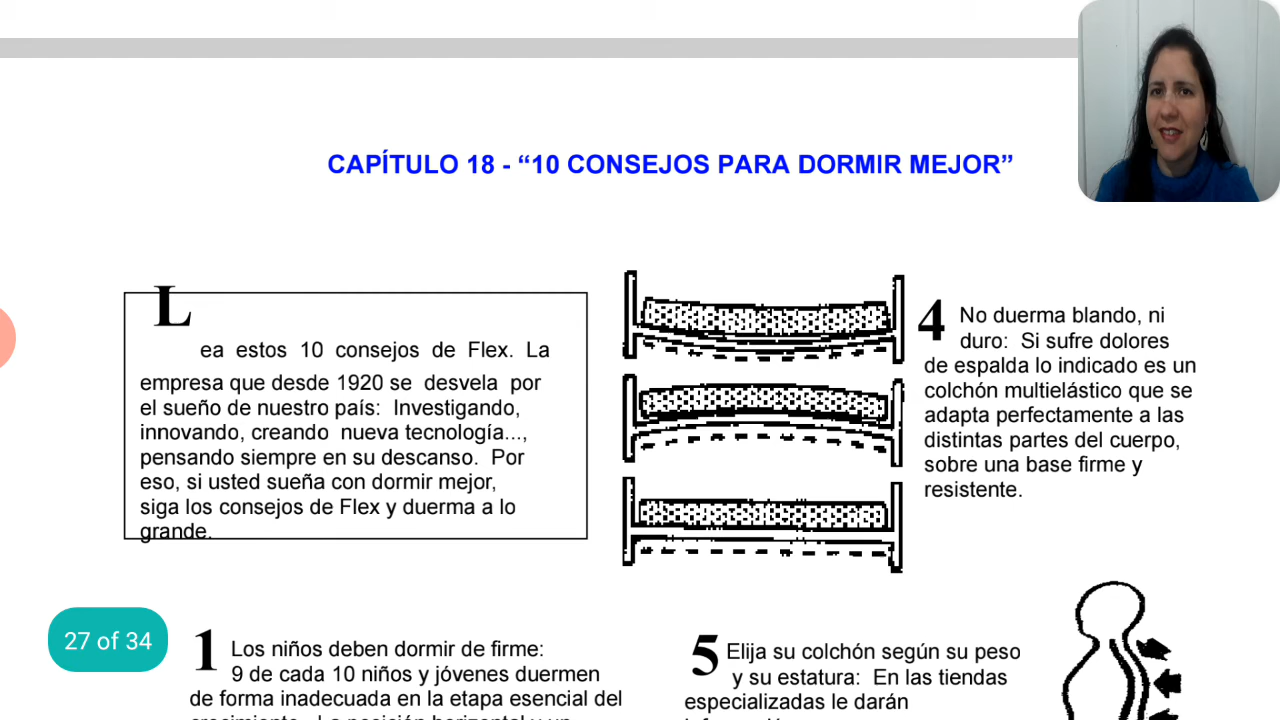 CAPÍTULO 18 - “10 CONSEJOS PARA DORMIR MEJOR”
L
ea estos 10 consejos de Flex. La
empresa que desde 1920 se desvela por
el sueño de nuestro país: Investigando,
innovando, creando nueva tecnología...,
pensando siempre en su descanso. Por
eso, si usted sueña con dormir mejor,
siga los consejos de Flex y duerma a lo
grande.
4 No duerma blando, ni
duro: Si sufre dolores
de espalda lo indicado es un
colchón multielástico que se
adapta perfectamente a las
distintas partes del cuerpo,
sobre una base firme y
resistente.
27 of 34
1 Los niños deben dormir de firme:
9 de cada 10 niños y jóvenes duermen
de forma inadecuada en la etapa esencial del
5 Elija su colchón según su peso
y su estatura: En las tiendas
especializadas le darán